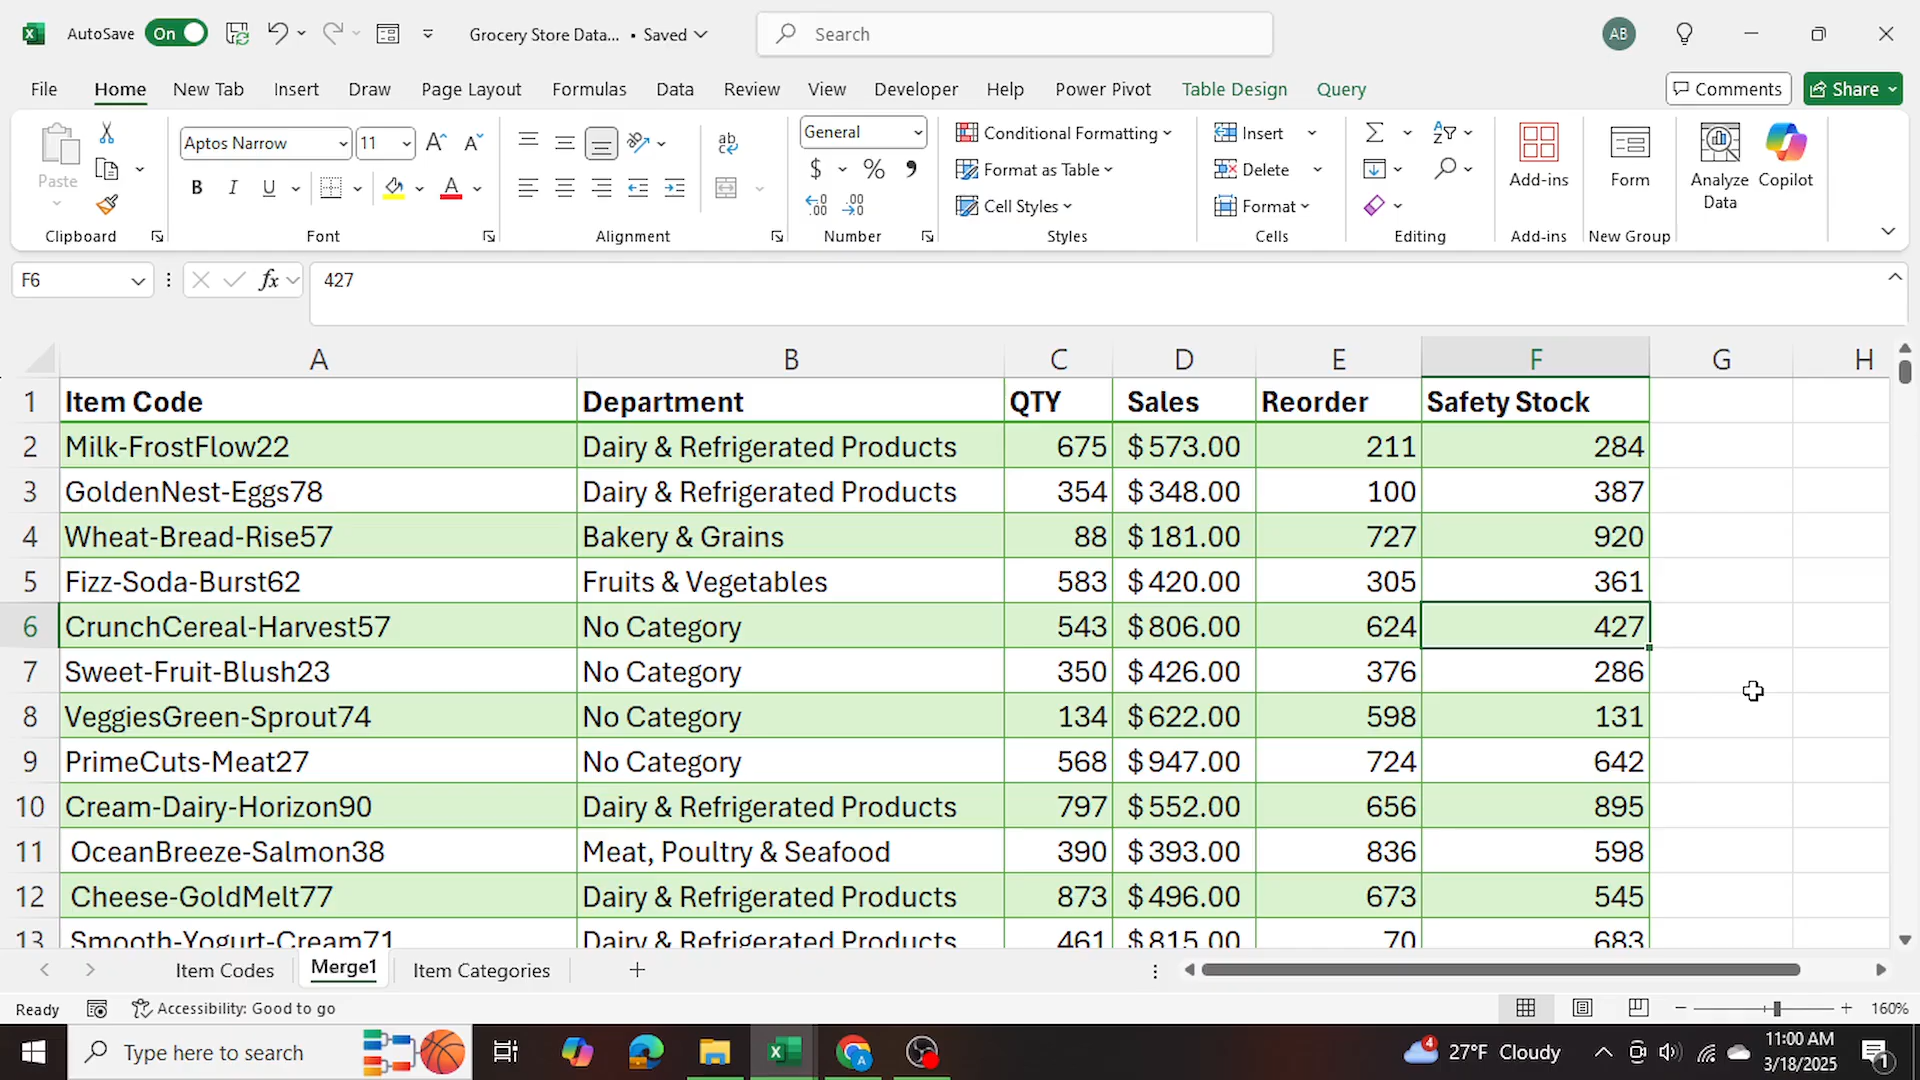 AutoSave On Grocery Store Data... • Saved Search AB
File Home New Tab Insert Draw Page Layout Formulas Data Review View Developer Help Power Pivot Table Design Query Comments Share
Paste Aptos Narrow 11 General Conditional Formatting Insert Add-ins Form Analyze Data Copilot
B I U A $ % Format as Table Delete
Cell Styles Format
Clipboard Font Alignment Number Styles Cells Editing Add-ins New Group
F6 fx 427
A B C D E F G H
1 Item Code Department QTY Sales Reorder Safety Stock
2 Milk-FrostFlow22 Dairy & Refrigerated Products 675 $ 573.00 211 284
3 GoldenNest-Eggs78 Dairy & Refrigerated Products 354 $ 348.00 100 387
4 Wheat-Bread-Rise57 Bakery & Grains 88 $ 181.00 727 920
5 Fizz-Soda-Burst62 Fruits & Vegetables 583 $ 420.00 305 361
6 CrunchCereal-Harvest57 No Category 543 $ 806.00 624 427
7 Sweet-Fruit-Blush23 No Category 350 $ 426.00 376 286
8 VeggiesGreen-Sprout74 No Category 134 $ 622.00 598 131
9 PrimeCuts-Meat27 No Category 568 $ 947.00 724 642
10 Cream-Dairy-Horizon90 Dairy & Refrigerated Products 797 $ 552.00 656 895
11 OceanBreeze-Salmon38 Meat, Poultry & Seafood 390 $ 393.00 836 598
12 Cheese-GoldMelt77 Dairy & Refrigerated Products 873 $ 496.00 673 545
13 Smooth-Yogurt-Cream71 Dairy & Refrigerated Products 461 $ 815.00 70 683
Item Codes Merge1 Item Categories
Ready Accessibility: Good to go 160%
Type here to search 4 27°F Cloudy 11:00 AM
3/18/2025 1